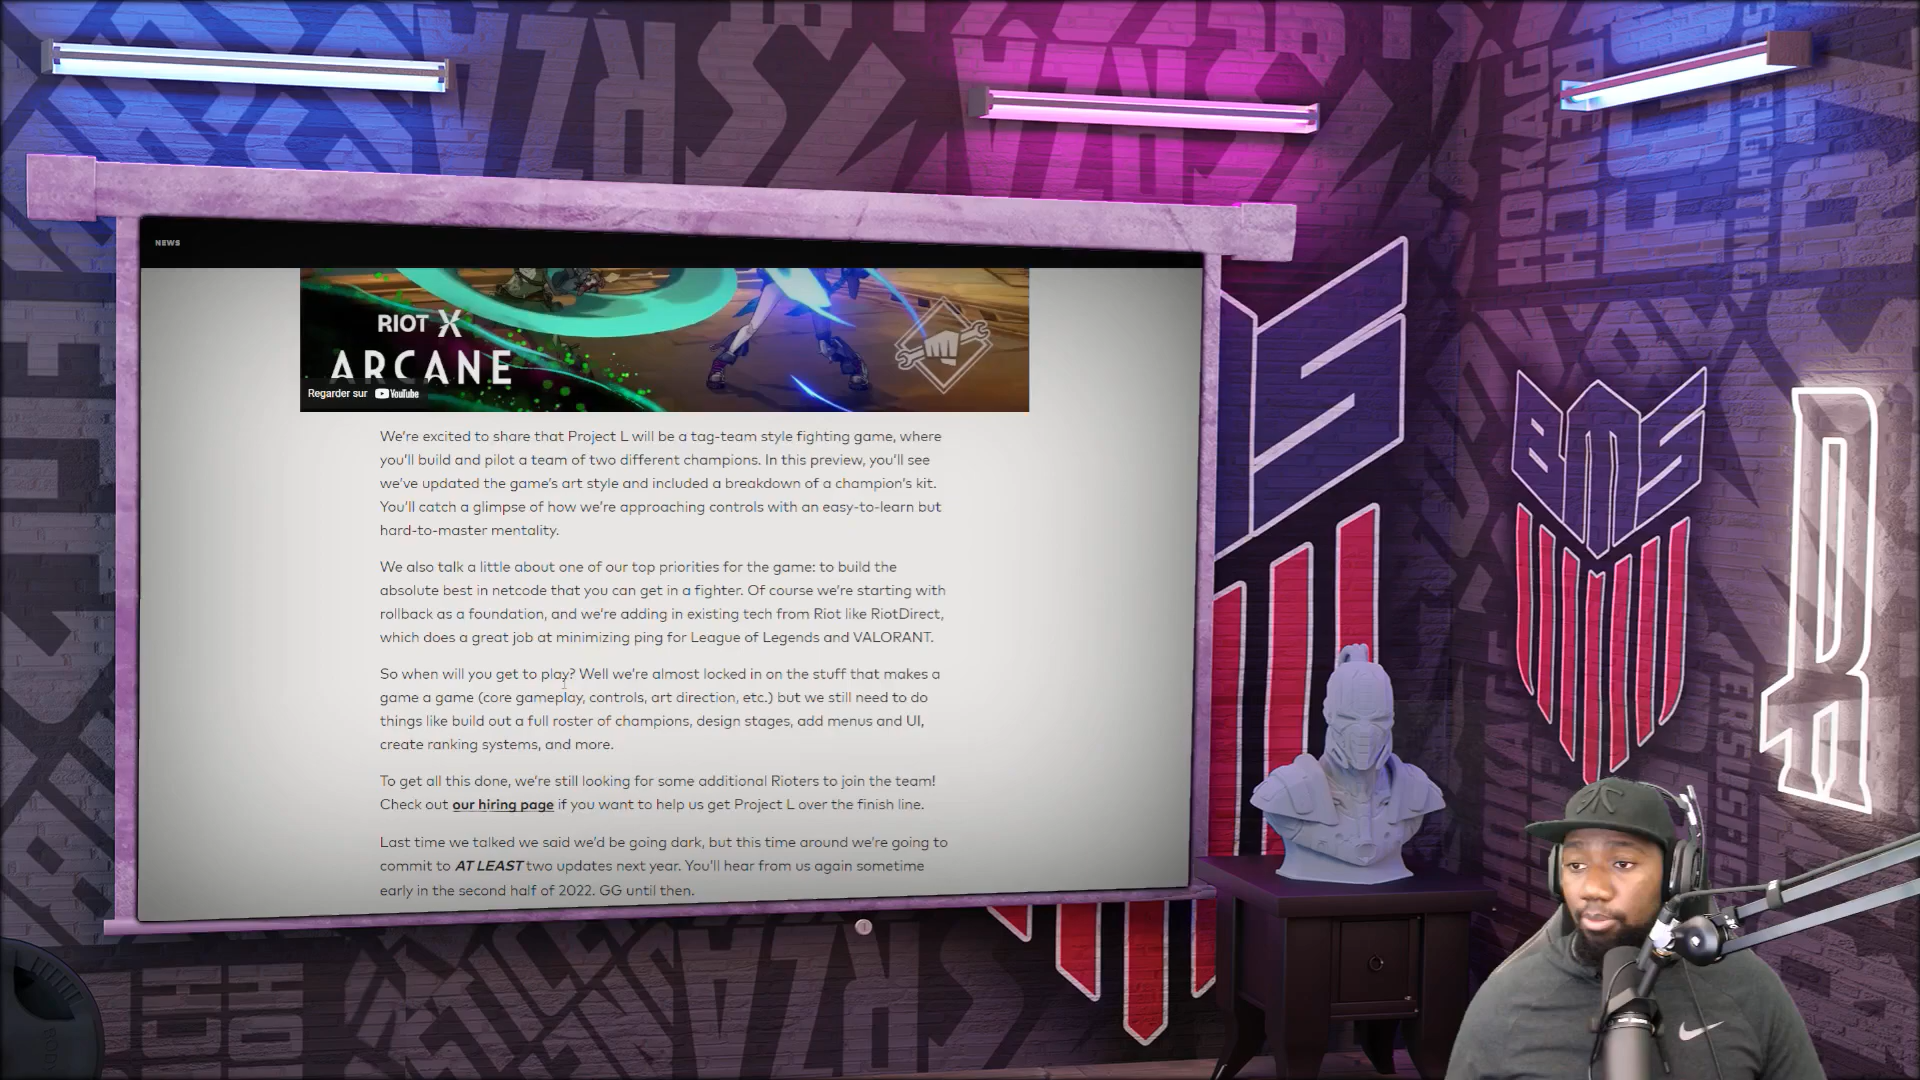 NEWS
RIOT X
ARCANE
Regarder sur YouTube
We're excited to share that Project L will be a tag-team style fighting game, where
you'll build and pilot a team of two different champions. In this preview, you'll see
we've updated the game's art style and included a breakdown of a champion's kit.
You'll catch a glimpse of how we're approaching controls with an easy-to-learn but
hard-to-master mentality.
We also talk a little about one of our top priorities for the game: to build the
absolute best in netcode that you can get in a fighter. Of course we're starting with
rollback as a foundation, and we're adding in existing tech from Riot like RiotDirect,
which does a great job at minimizing ping for League of Legends and VALORANT.
So when will you get to play? Well we're almost locked in on the stuff that makes a
game a game (core gameplay, controls, art direction, etc.) but we still need to do
things like build out a full roster of champions, design stages, add menus and UI,
create ranking systems, and more.
To get all this done, we're still looking for some additional Rioters to join the team!
Check out our hiring page if you want to help us get Project L over the finish line.
Last time we talked we said we'd be going dark, but this time around we're going to
commit to AT LEAST two updates next year. You'll hear from us again sometime
early in the second half of 2022. GG until then.
BMS